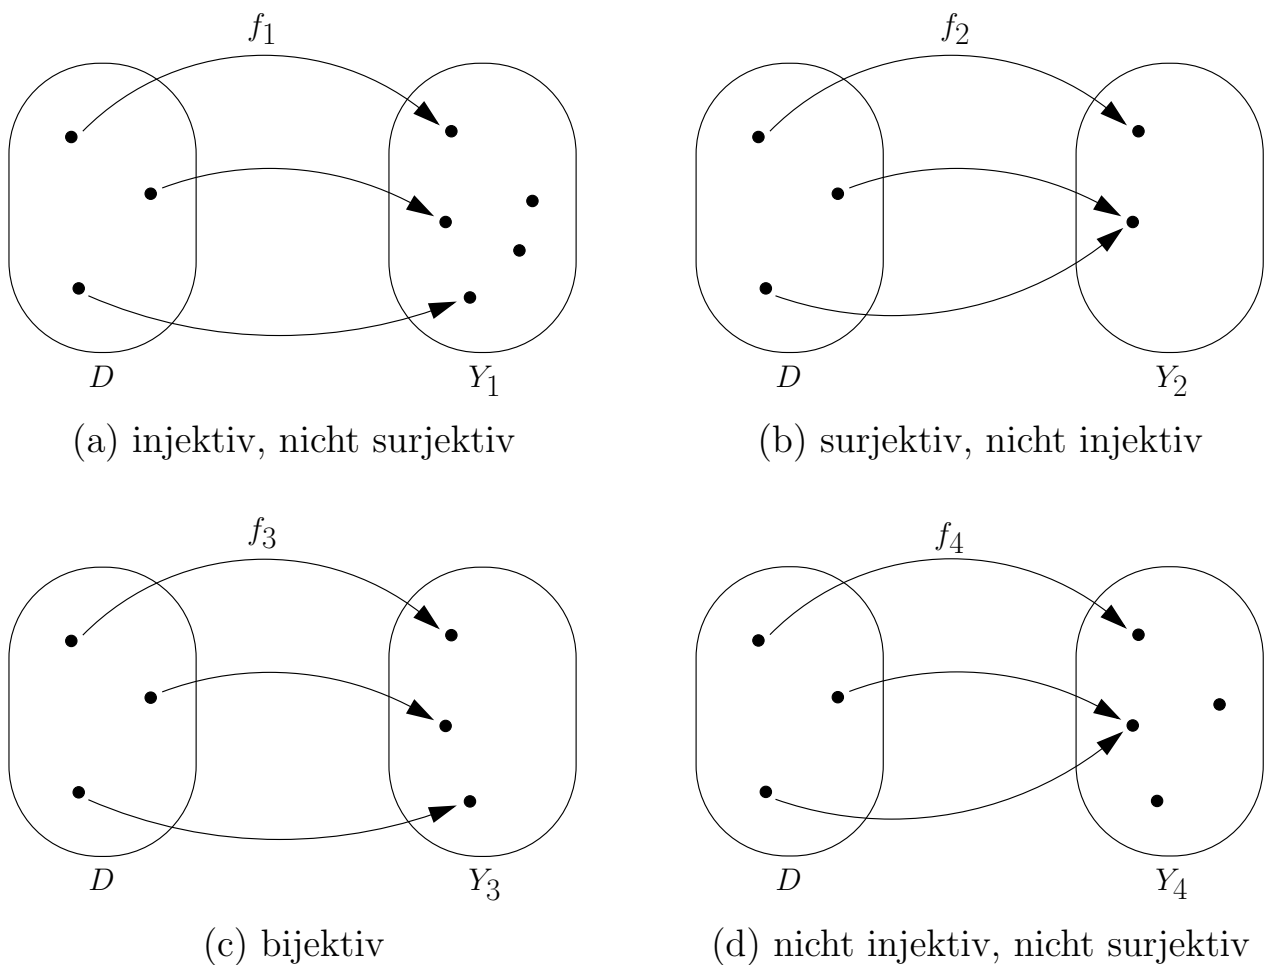 f₁
f₂
D
Y₁
D
Y₂
(a) injektiv, nicht surjektiv
(b) surjektiv, nicht injektiv
f₃
f₄
D
Y₃
D
Y₄
(c) bijektiv
(d) nicht injektiv, nicht surjektiv